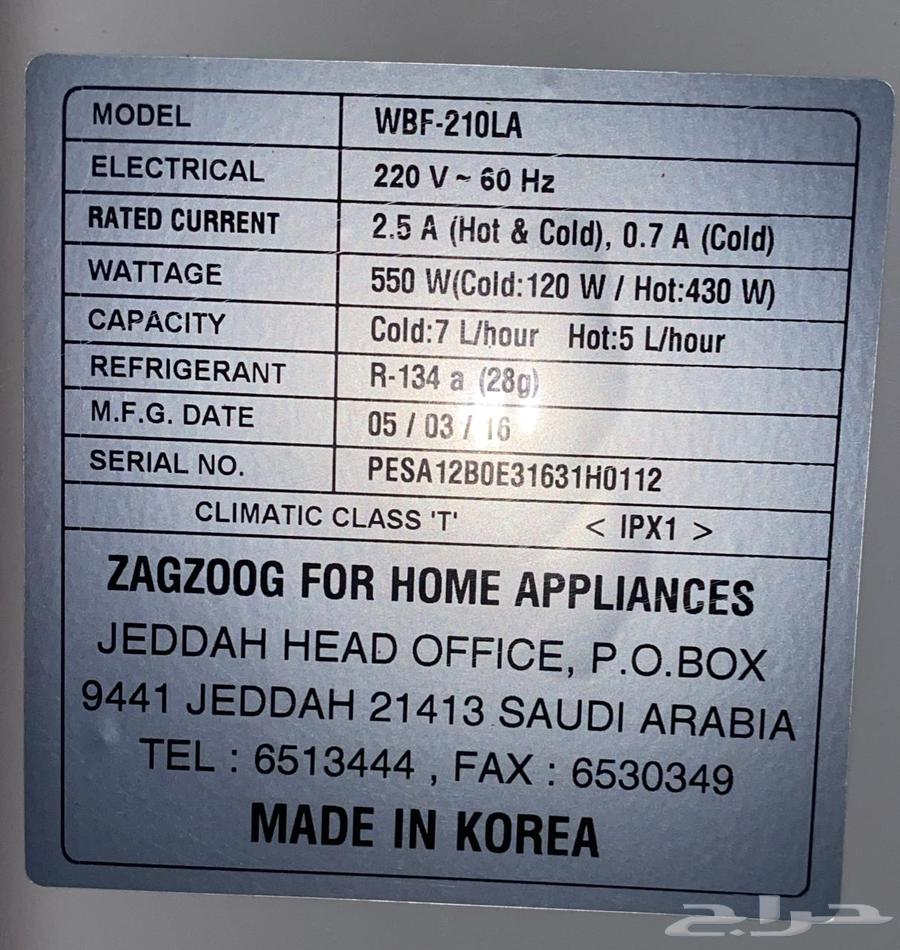 MODEL WBF-210LA
ELECTRICAL 220 V ~ 60 Hz
RATED CURRENT 2.5 A (Hot & Cold), 0.7 A (Cold)
WATTAGE 550 W(Cold:120 W / Hot:430 W)
CAPACITY Cold:7 L/hour Hot:5 L/hour
REFRIGERANT R-134 a (28g)
M.F.G. DATE 05 / 03 / 16
SERIAL NO. PESA12B0E31631H0112
CLIMATIC CLASS 'T' < IPX1 >
ZAGZOOG FOR HOME APPLIANCES
JEDDAH HEAD OFFICE, P.O.BOX
9441 JEDDAH 21413 SAUDI ARABIA
TEL : 6513444 , FAX : 6530349
MADE IN KOREA
حراج